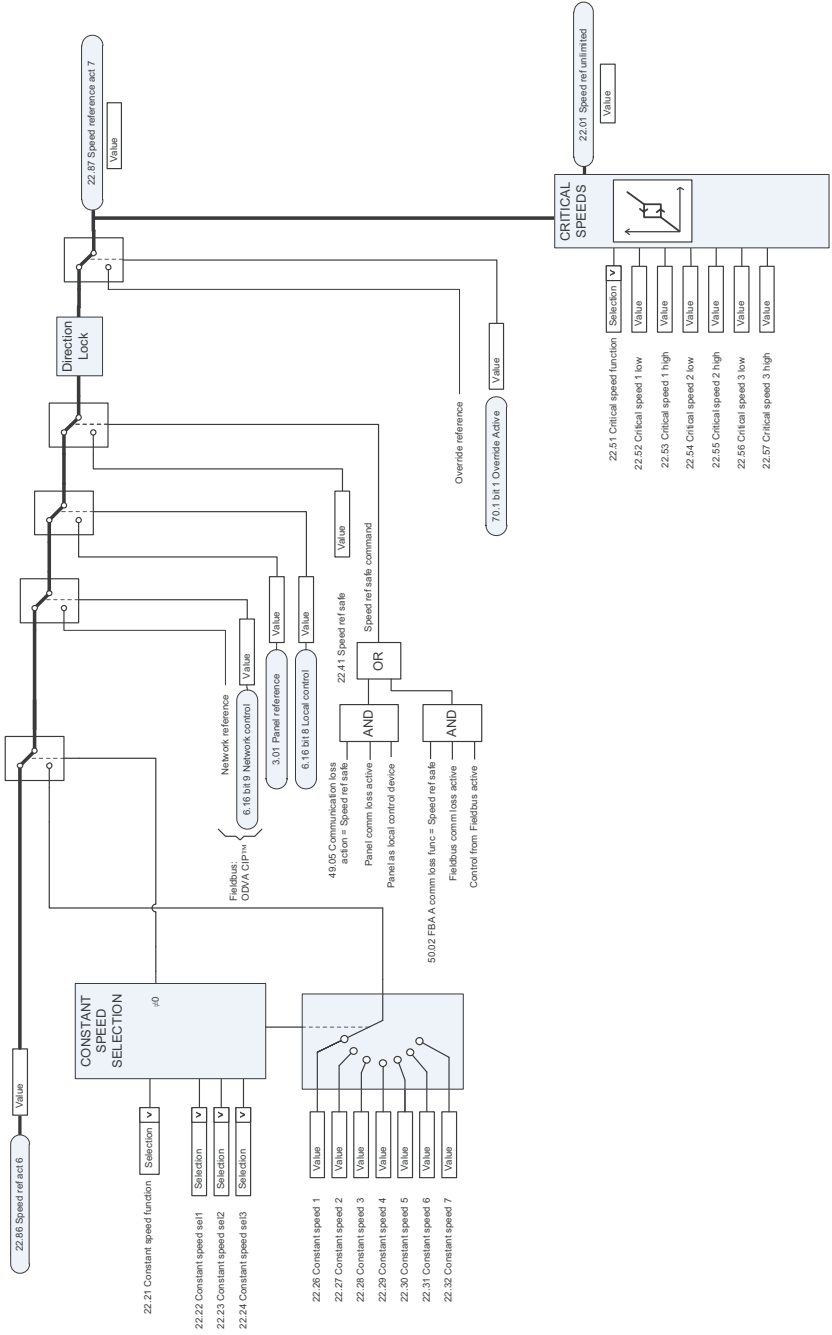 22.86 Speed ref act 6
Value
22.21 Constant speed function
Selection
v
22.22 Constant speed sel1
Selection
v
22.23 Constant speed sel2
Selection
v
22.24 Constant speed sel3
Selection
v
CONSTANT
SPEED
SELECTION
≠0
22.26 Constant speed 1
Value
22.27 Constant speed 2
Value
22.28 Constant speed 3
Value
22.29 Constant speed 4
Value
22.30 Constant speed 5
Value
22.31 Constant speed 6
Value
22.32 Constant speed 7
Value
Fieldbus:
ODVA CIP™
Network reference
6.16 bit 9 Network control
Value
3.01 Panel reference
Value
6.16 bit 8 Local control
Value
22.41 Speed ref safe
Value
49.05 Communication loss
action = Speed ref safe
Panel comm loss active
Panel as local control device
AND
50.02 FBA A comm loss func = Speed ref safe
Fieldbus comm loss active
Control from Fieldbus active
AND
OR
Speed ref safe command
Direction
Lock
Override reference
70.1 bit 1 Override Active
Value
22.87 Speed reference act 7
Value
22.51 Critical speed function
Selection
v
22.52 Critical speed 1 low
Value
22.53 Critical speed 1 high
Value
22.54 Critical speed 2 low
Value
22.55 Critical speed 2 high
Value
22.56 Critical speed 3 low
Value
22.57 Critical speed 3 high
Value
CRITICAL
SPEEDS
22.01 Speed ref unlimited
Value